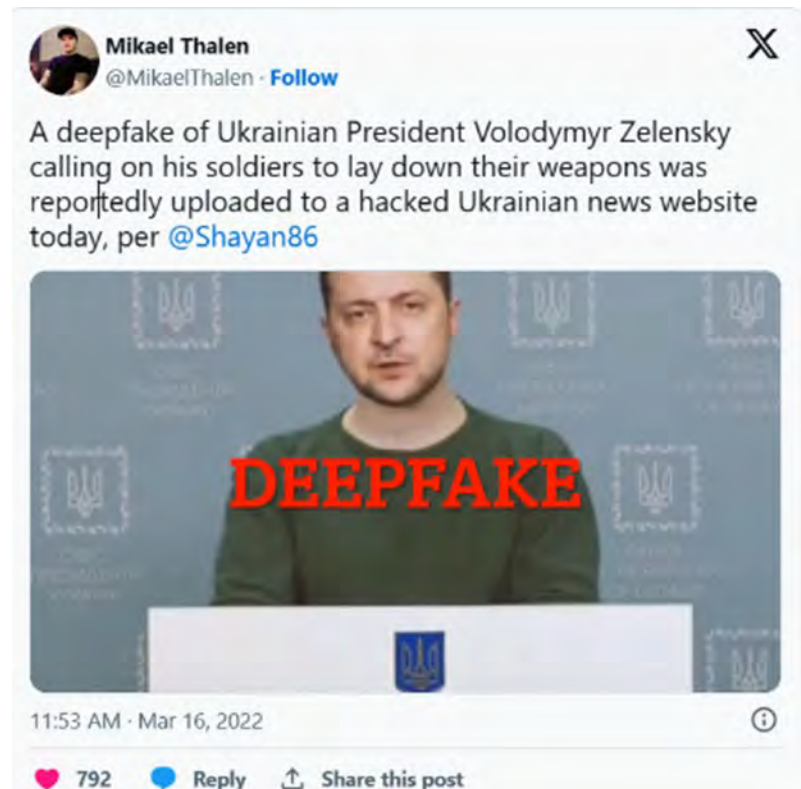 Mikael Thalen
@MikaelThalen · Follow
A deepfake of Ukrainian President Volodymyr Zelensky
calling on his soldiers to lay down their weapons was
reportedly uploaded to a hacked Ukrainian news website
today, per @Shayan86
DEEPFAKE
11:53 AM · Mar 16, 2022
792 Reply Share this post